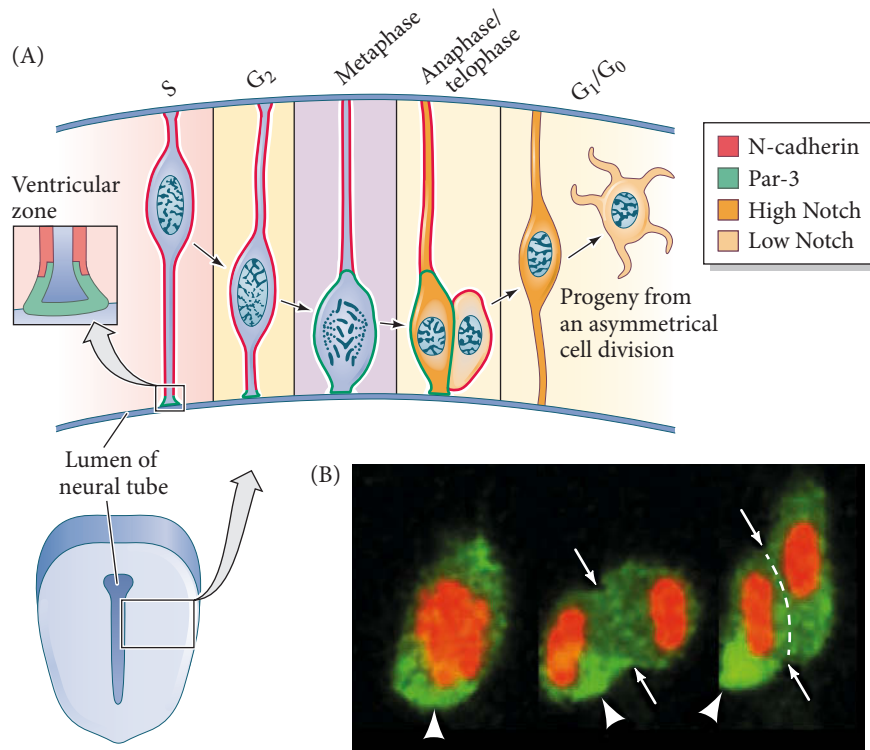 (A)
S
G₂
Metaphase
Anaphase/
telophase
G₁/G₀
N-cadherin
Par-3
High Notch
Low Notch
Ventricular
zone
Progeny from
an asymmetrical
cell division
Lumen of
neural tube
(B)